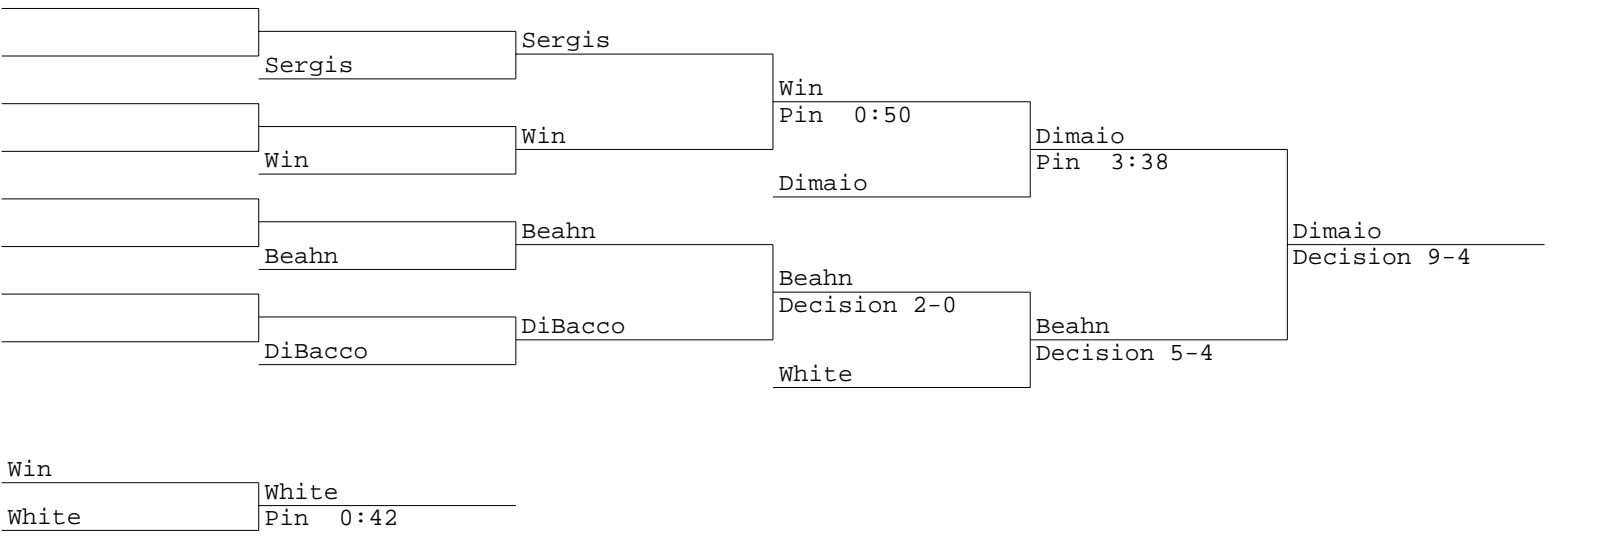 Sergis
Sergis
Win
Pin  0:50
Win
Win
Dimaio
Pin  3:38
Dimaio
Beahn
Beahn
Dimaio
Decision 9-4
Beahn
Decision 2-0
DiBacco
DiBacco
Beahn
Decision 5-4
White
Win
White
White
Pin  0:42